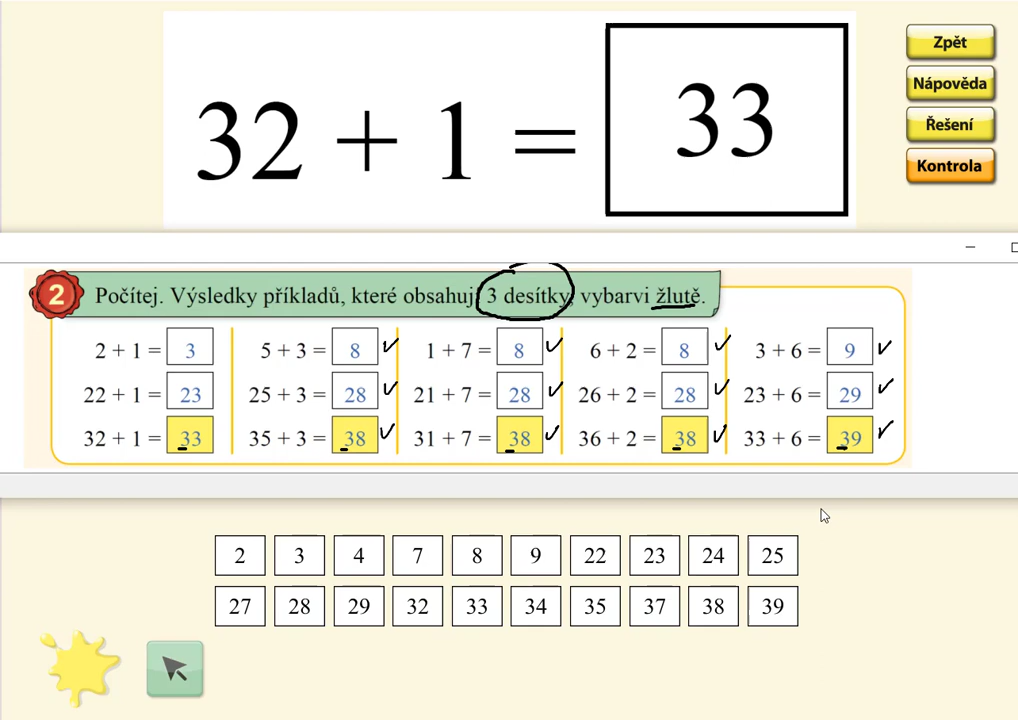 32 + 1 = 33
Zpět
Nápověda
Řešení
Kontrola
2 Počítej. Výsledky příkladů, které obsahuj 3 desítky, vybarvi žlutě.
2 + 1 = 3 5 + 3 = 8 1 + 7 = 8 6 + 2 = 8 3 + 6 = 9
22 + 1 = 23 25 + 3 = 28 21 + 7 = 28 26 + 2 = 28 23 + 6 = 29
32 + 1 = 33 35 + 3 = 38 31 + 7 = 38 36 + 2 = 38 33 + 6 = 39
2 3 4 7 8 9 22 23 24 25
27 28 29 32 33 34 35 37 38 39